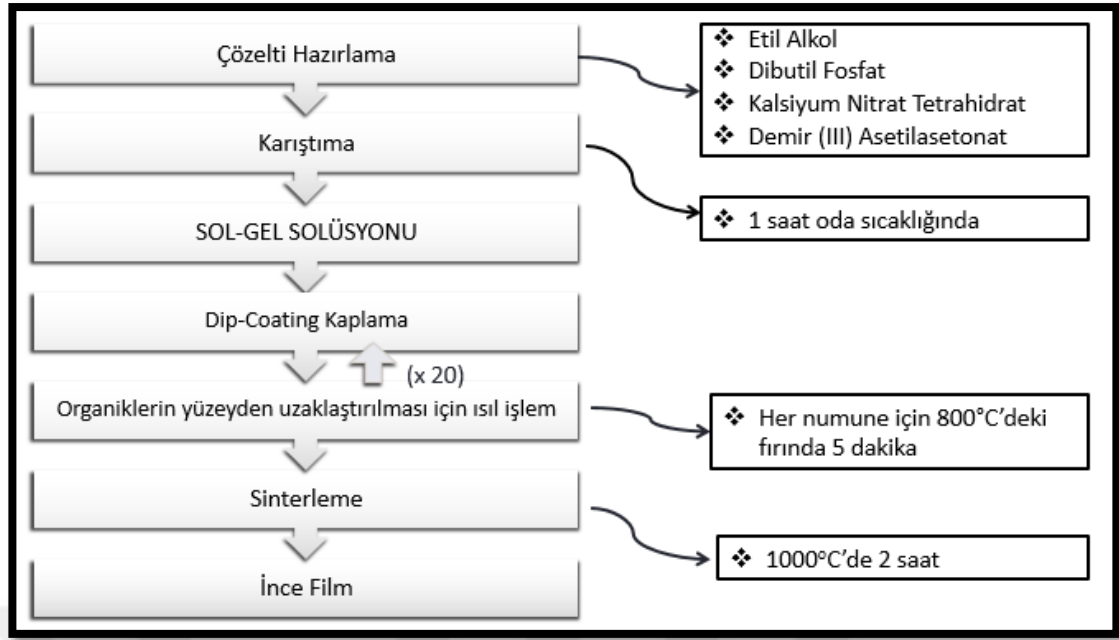 Çözelti Hazırlama
❖ Etil Alkol
❖ Dibutil Fosfat
❖ Kalsiyum Nitrat Tetrahidrat
❖ Demir (III) Asetilasetonat
Karıştıma
❖ 1 saat oda sıcaklığında
SOL-GEL SOLÜSYONU
Dip-Coating Kaplama
(x 20)
Organiklerin yüzeyden uzaklaştırılması için ısıl işlem
❖ Her numune için 800°C’deki
fırında 5 dakika
Sinterleme
❖ 1000°C’de 2 saat
İnce Film